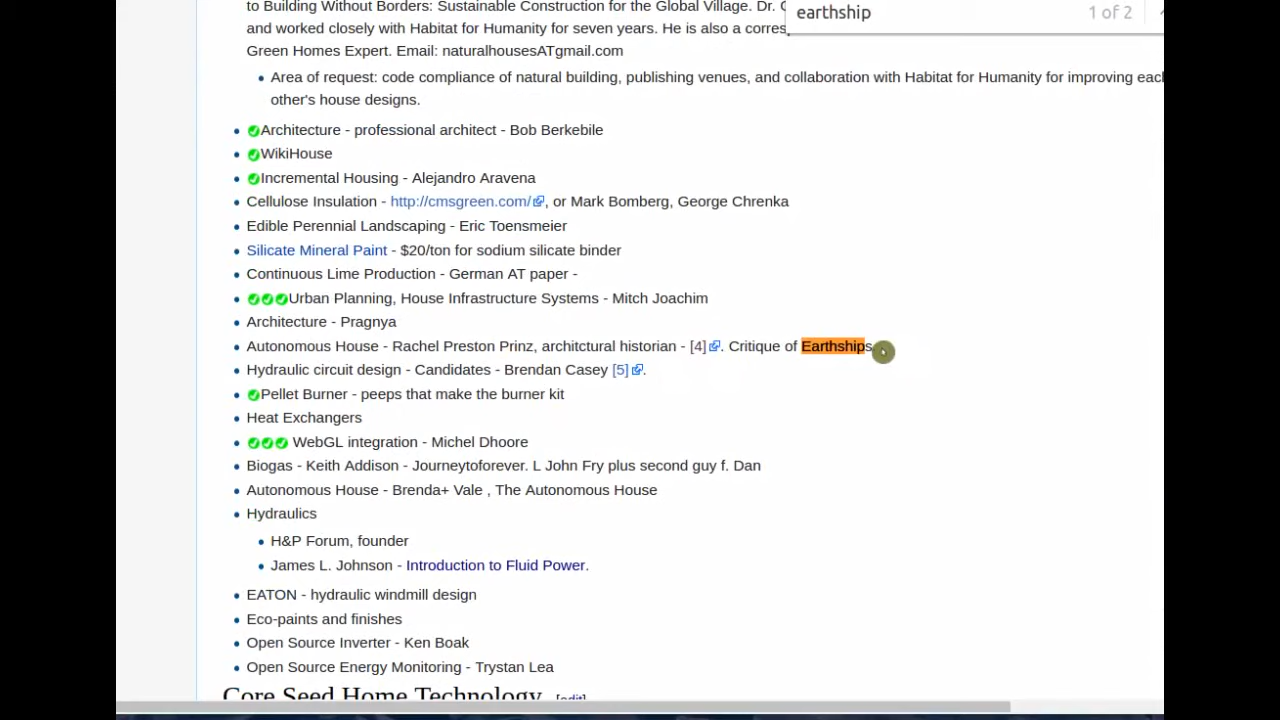 to Building Without Borders: Sustainable Construction for the Global Village. Dr.
earthship
1 of 2
and worked closely with Habitat for Humanity for seven years. He is also a
Green Homes Expert. Email: naturalhousesATgmail.com
Area of request: code compliance of natural building, publishing venues, and collaboration with Habitat for Humanity for improving
other's house designs.
Architecture - professional architect - Bob Berkebile
WikiHouse
Incremental Housing - Alejandro Aravena
Cellulose Insulation - http://cmsgreen.com/, or Mark Bomberg, George Chrenka
Edible Perennial Landscaping - Eric Toensmeier
Silicate Mineral Paint - $20/ton for sodium silicate binder
Continuous Lime Production - German AT paper -
Urban Planning, House Infrastructure Systems - Mitch Joachim
Architecture - Pragnya
Autonomous House - Rachel Preston Prinz, architctural historian - [4]. Critique of Earthships
Hydraulic circuit design - Candidates - Brendan Casey [5].
Pellet Burner - peeps that make the burner kit
Heat Exchangers
WebGL integration - Michel Dhoore
Biogas - Keith Addison - Journeytoforever. L John Fry plus second guy f. Dan
Autonomous House - Brenda+ Vale , The Autonomous House
Hydraulics
H&P Forum, founder
James L. Johnson - Introduction to Fluid Power.
EATON - hydraulic windmill design
Eco-paints and finishes
Open Source Inverter - Ken Boak
Open Source Energy Monitoring - Trystan Lea
Core Seed Home Technology [edit]